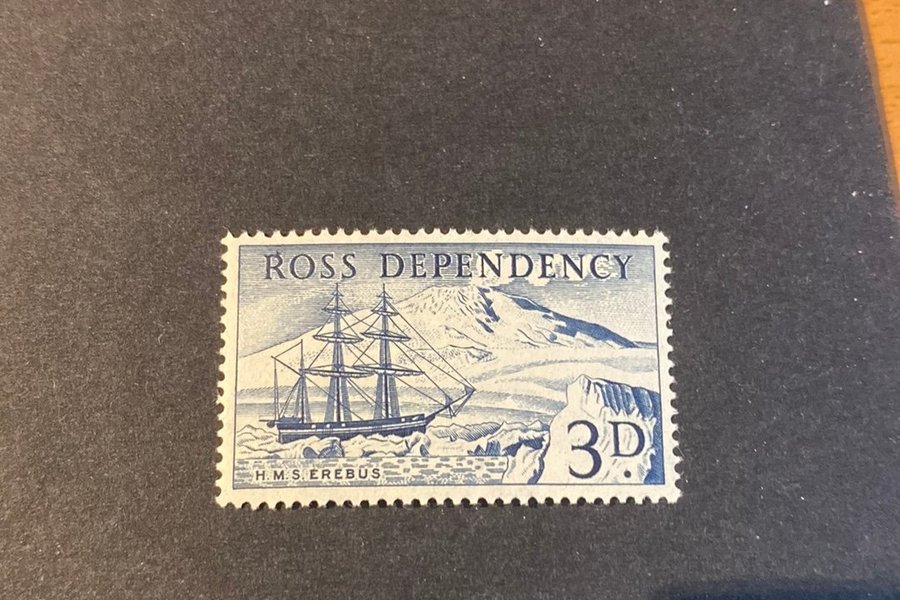 ROSS DEPENDENCY
3D.
H.M.S. EREBUS